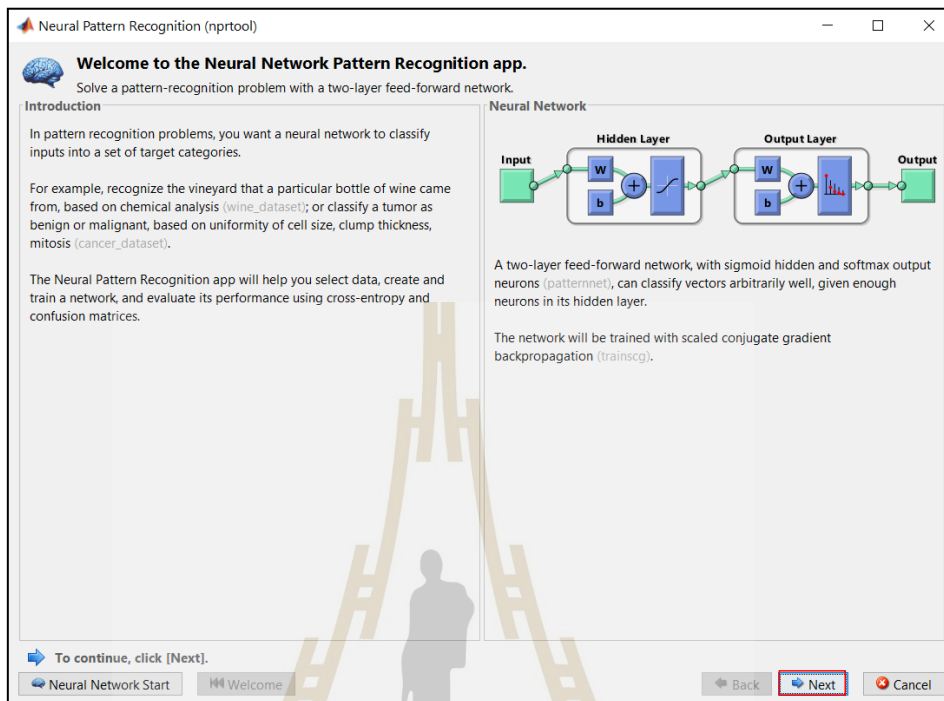 Neural Pattern Recognition (nprtool)
Welcome to the Neural Network Pattern Recognition app.
Solve a pattern-recognition problem with a two-layer feed-forward network.
Introduction
In pattern recognition problems, you want a neural network to classify
inputs into a set of target categories.
For example, recognize the vineyard that a particular bottle of wine came
from, based on chemical analysis (wine_dataset); or classify a tumor as
benign or malignant, based on uniformity of cell size, clump thickness,
mitosis (cancer_dataset).
The Neural Pattern Recognition app will help you select data, create and
train a network, and evaluate its performance using cross-entropy and
confusion matrices.
Neural Network
Hidden Layer
Output Layer
Input
W
b
W
b
Output
A two-layer feed-forward network, with sigmoid hidden and softmax output
neurons (patternnet), can classify vectors arbitrarily well, given enough
neurons in its hidden layer.
The network will be trained with scaled conjugate gradient
backpropagation (trainscg).
To continue, click [Next].
Neural Network Start
Welcome
Back
Next
Cancel